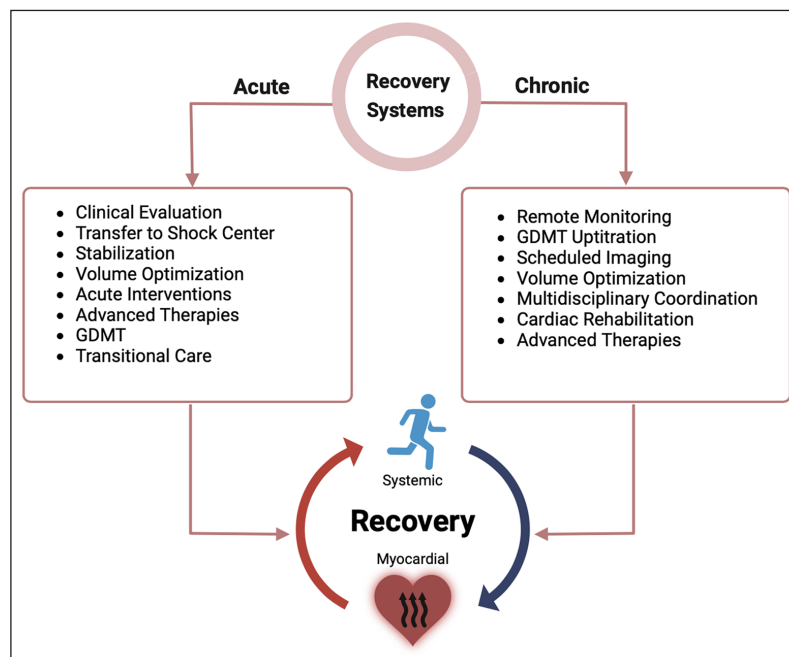 Recovery
Systems
Acute
Chronic
• Clinical Evaluation
• Transfer to Shock Center
• Stabilization
• Volume Optimization
• Acute Interventions
• Advanced Therapies
• GDMT
• Transitional Care
• Remote Monitoring
• GDMT Uptitration
• Scheduled Imaging
• Volume Optimization
• Multidisciplinary Coordination
• Cardiac Rehabilitation
• Advanced Therapies
Systemic
Recovery
Myocardial